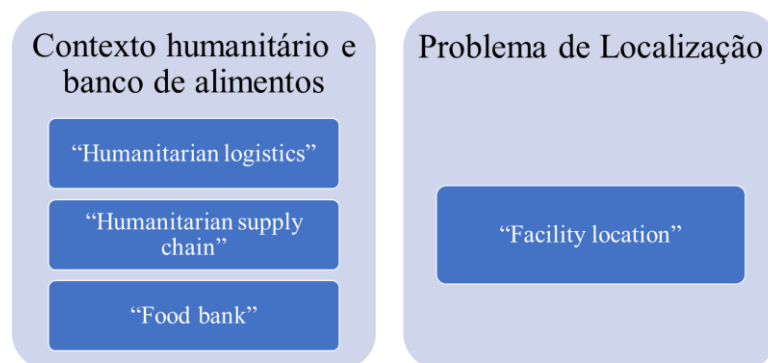 Contexto humanitário e
banco de alimentos
“Humanitarian logistics”
“Humanitarian supply
chain”
“Food bank”
Problema de Localização
“Facility location”